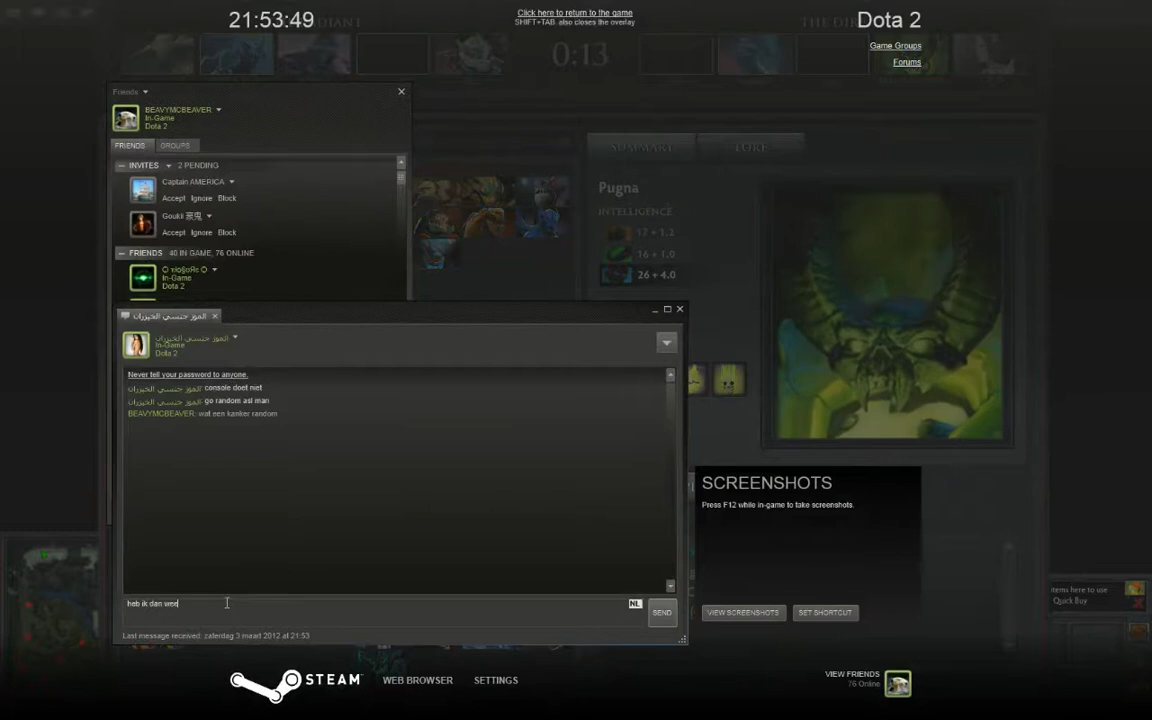 21:53:49
DIANT
Click here to return to the game
SHIFT+TAB also closes the overlay
Dota 2
Game Groups
Forums
0:13
Friends
BEAVYMCBEAVER
In-Game
Dota 2
FRIENDS GROUPS
INVITES 2 PENDING
Captain AMERICA
Accept Ignore Block
Goukii 豪鬼
Accept Ignore Block
FRIENDS 40 IN GAME, 76 ONLINE
In-Game
Dota 2
SUMMARY LORE
Pugna
INTELLIGENCE
17 + 1.2
16 + 1.0
26 + 4.0
الموز جنسي الخيزران
الموز جنسي الخيزران
In-Game
Dota 2
Never tell your password to anyone.
الموز جنسي الخيزران: console doet niet
الموز جنسي الخيزران: go random asl man
BEAVYMCBEAVER: wat een kanker random
heb ik dan wee
NL
SEND
Last message received: zaterdag 3 maart 2012 at 21:53
SCREENSHOTS
Press F12 while in-game to take screenshots.
VIEW SCREENSHOTS SET SHORTCUT
items here to use
Quick Buy
STEAM WEB BROWSER SETTINGS
VIEW FRIENDS
76 Online